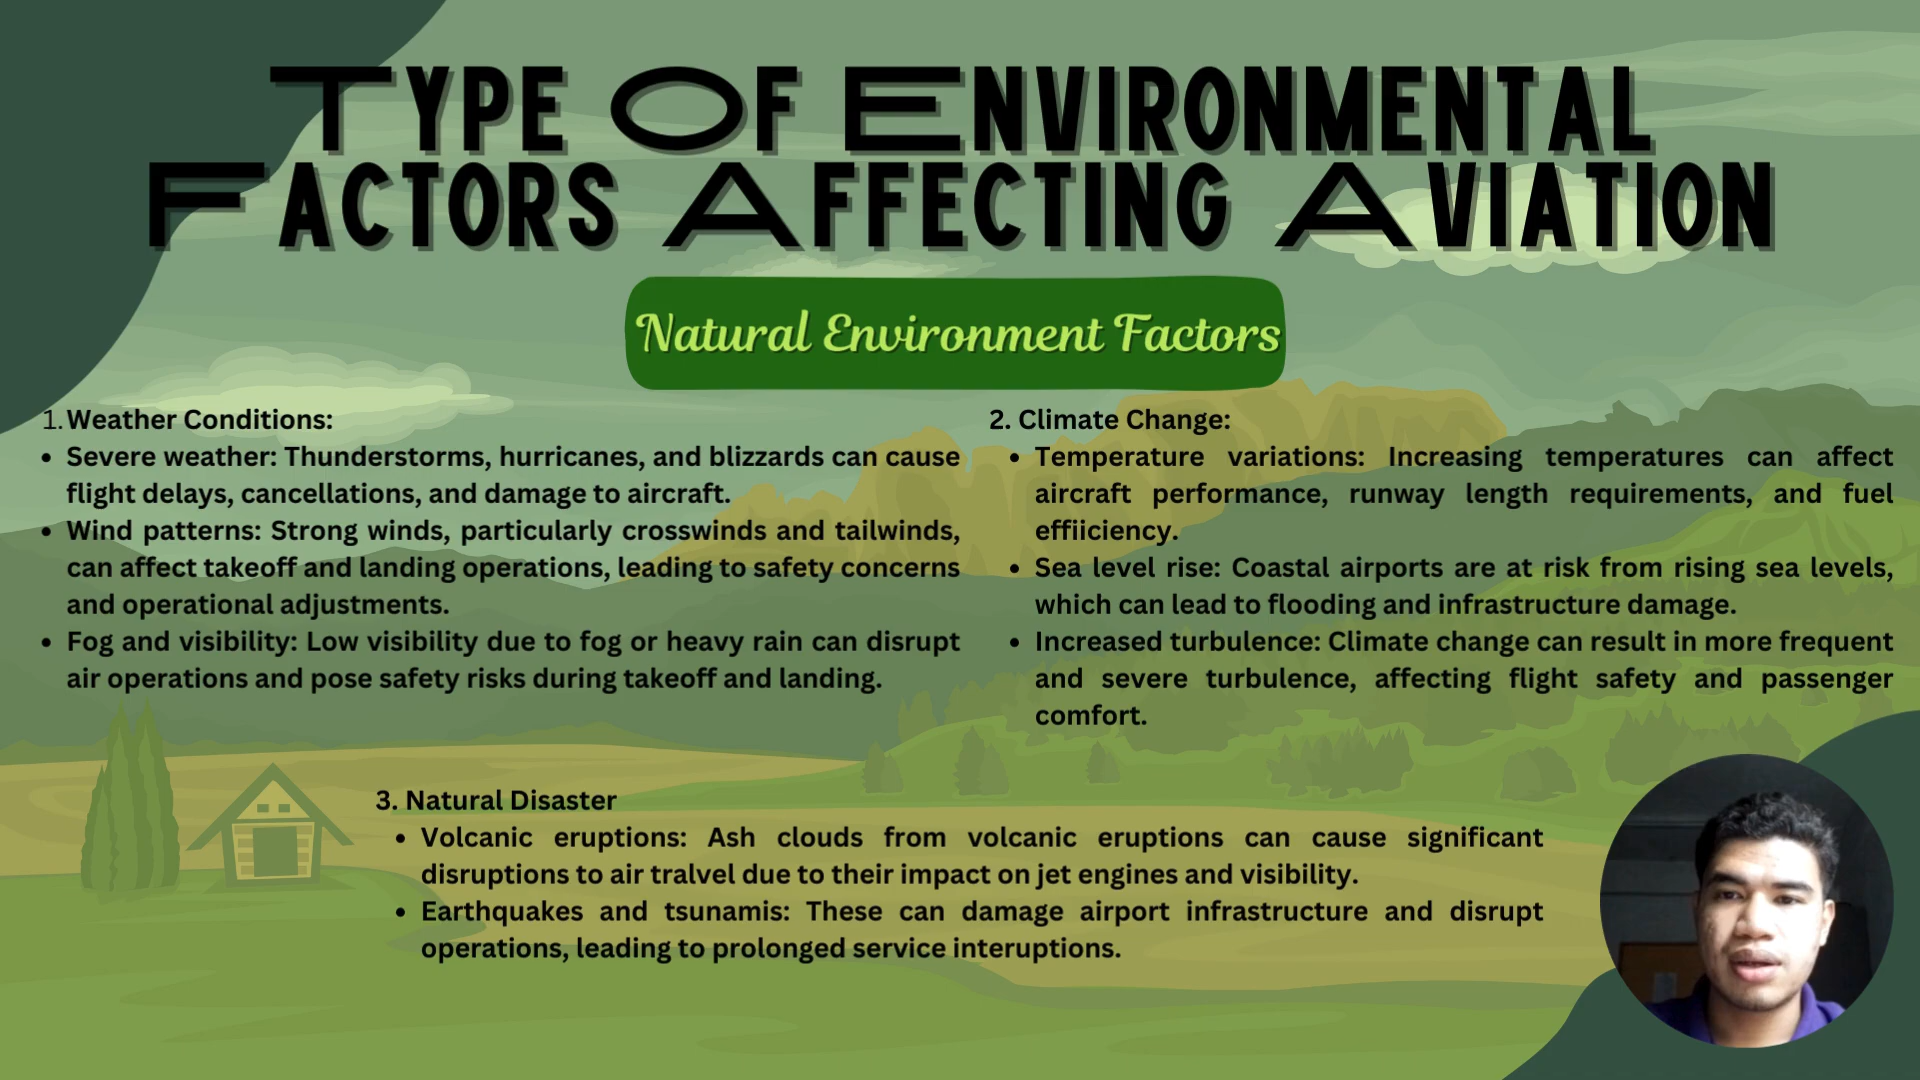 Type Of Environmental
Factors Affecting Aviation
Natural Environment Factors
1. Weather Conditions:
• Severe weather: Thunderstorms, hurricanes, and blizzards can cause
flight delays, cancellations, and damage to aircraft.
• Wind patterns: Strong winds, particularly crosswinds and tailwinds,
can affect takeoff and landing operations, leading to safety concerns
and operational adjustments.
• Fog and visibility: Low visibility due to fog or heavy rain can disrupt
air operations and pose safety risks during takeoff and landing.
2. Climate Change:
• Temperature variations: Increasing temperatures can affect
aircraft performance, runway length requirements, and fuel
effiiciency.
• Sea level rise: Coastal airports are at risk from rising sea levels,
which can lead to flooding and infrastructure damage.
• Increased turbulence: Climate change can result in more frequent
and severe turbulence, affecting flight safety and passenger
comfort.
3. Natural Disaster
• Volcanic eruptions: Ash clouds from volcanic eruptions can cause significant
disruptions to air tralvel due to their impact on jet engines and visibility.
• Earthquakes and tsunamis: These can damage airport infrastructure and disrupt
operations, leading to prolonged service interuptions.